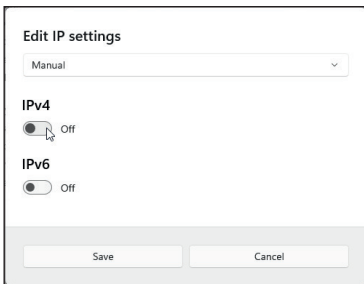 Edit IP settings
Manual
IPv4
Off
IPv6
Off
Save Cancel